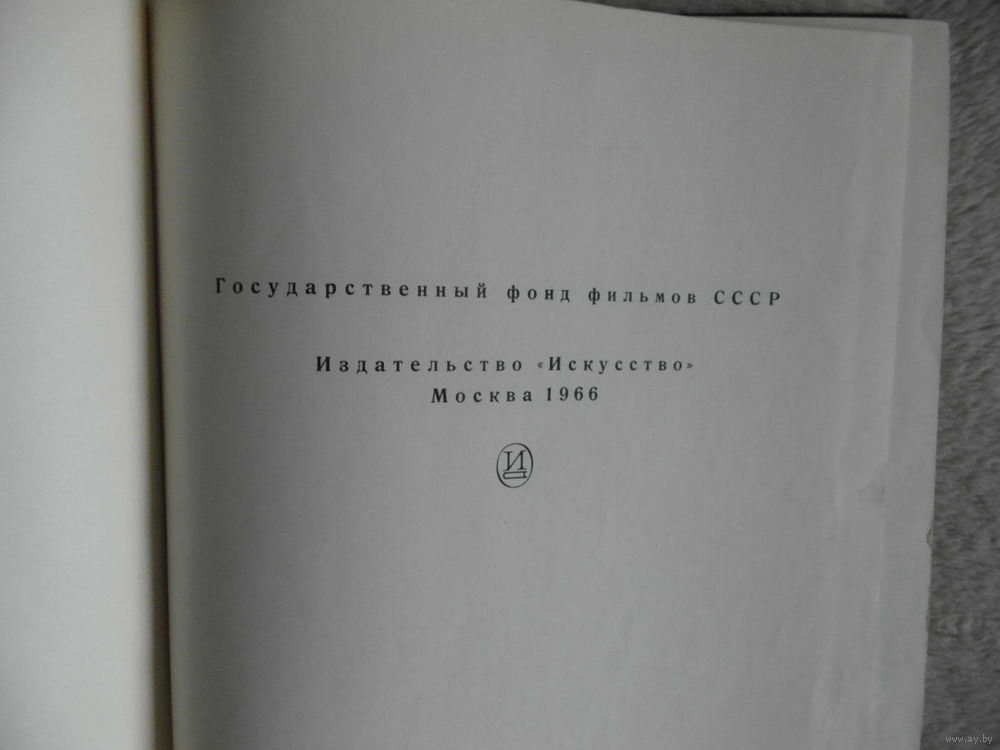 Государственный фонд фильмов СССР
Издательство «Искусство»
Москва 1966
И
www.ay.by